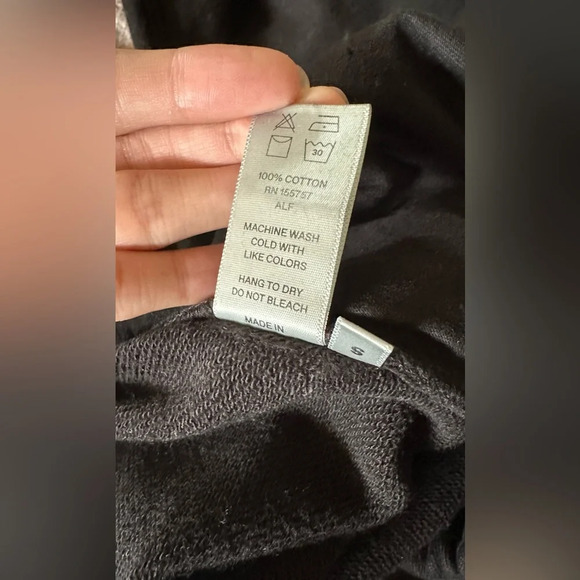 30
100% COTTON
RN 155757
ALF
MACHINE WASH
COLD WITH
LIKE COLORS
HANG TO DRY
DO NOT BLEACH
MADE IN
S